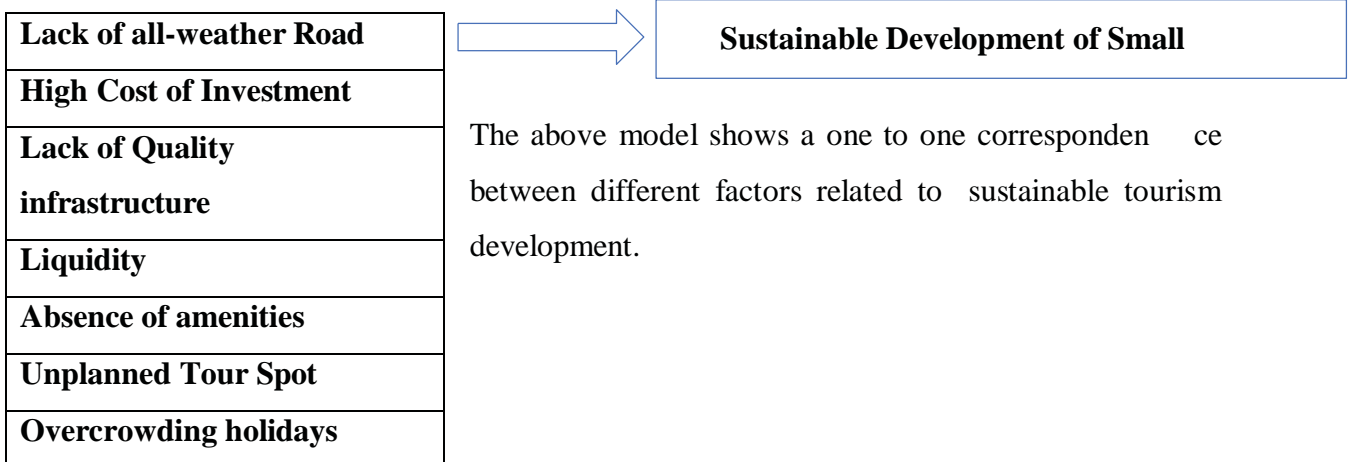 Lack of all-weather Road
High Cost of Investment
Lack of Quality
infrastructure
Liquidity
Absence of amenities
Unplanned Tour Spot
Overcrowding holidays
Sustainable Development of Small
The above model shows a one to one corresponden ce
between different factors related to sustainable tourism
development.